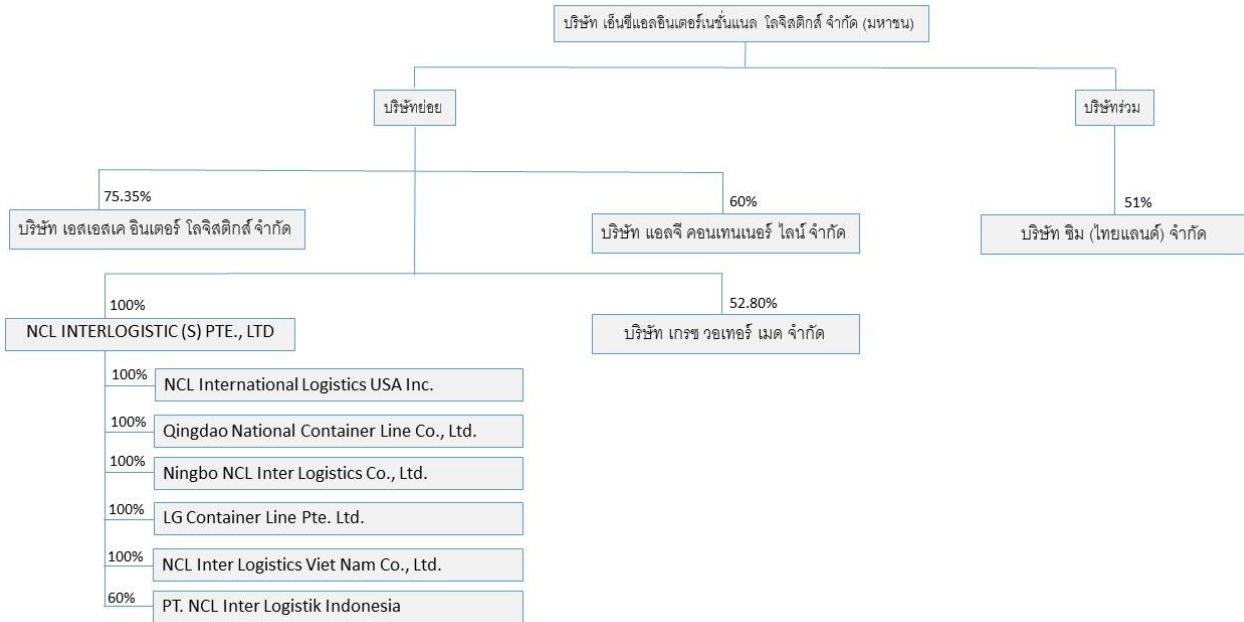 บริษัท เอ็นซีแอลอินเตอร์เนชั่นแนล โลจิสติกส์ จำกัด (มหาชน)
บริษัทย่อย
บริษัทร่วม
75.35%
บริษัท เอสเอสเค อินเตอร์ โลจิสติกส์ จำกัด
60%
บริษัท แอลจี คอนเทนเนอร์ ไลน์ จำกัด
51%
บริษัท ซิม (ไทยแลนด์) จำกัด
100%
NCL INTERLOGISTIC (S) PTE., LTD
52.80%
บริษัท เกรซ วอเทอร์ เมด จำกัด
100%
NCL International Logistics USA Inc.
100%
Qingdao National Container Line Co., Ltd.
100%
Ningbo NCL Inter Logistics Co., Ltd.
100%
LG Container Line Pte. Ltd.
100%
NCL Inter Logistics Viet Nam Co., Ltd.
60%
PT. NCL Inter Logistik Indonesia